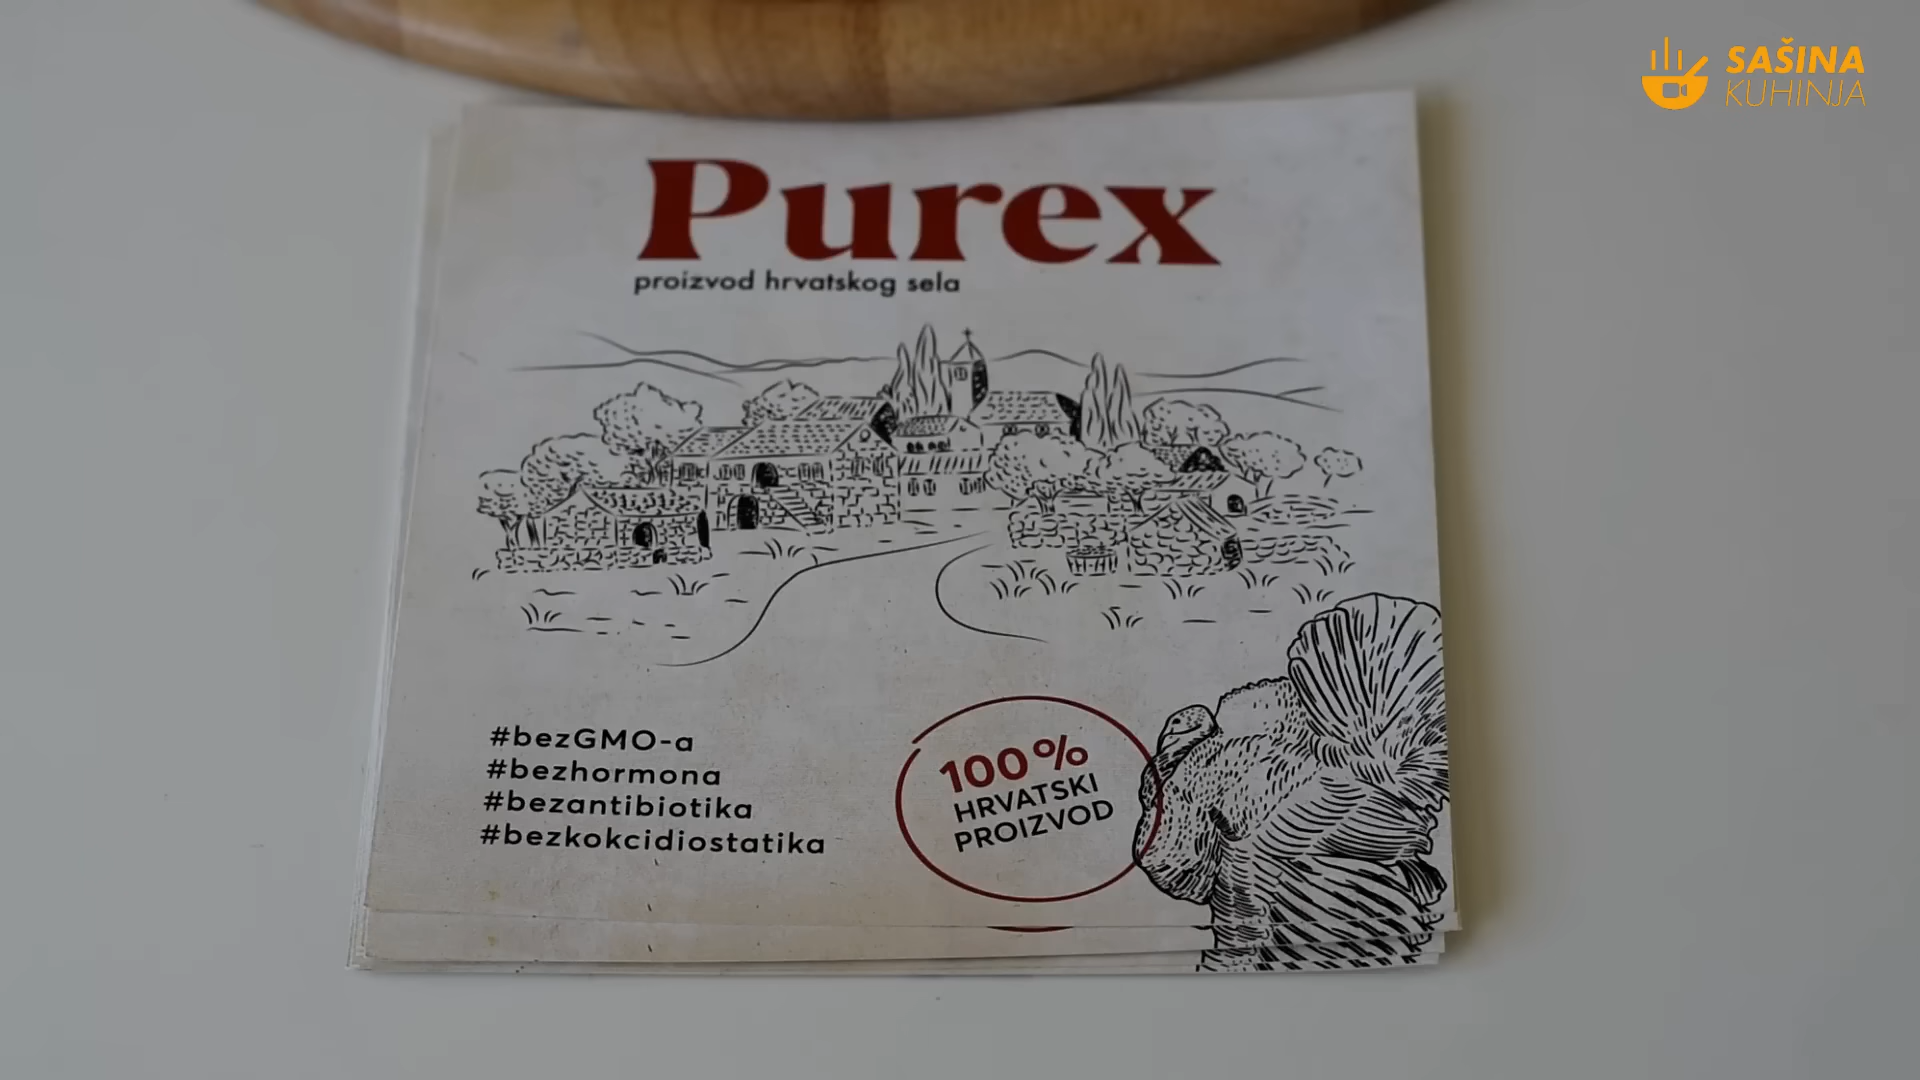 SAŠINA
KUHINJA
Purex
proizvod hrvatskog sela
#bezGMO-a
#bezhormona
#bezantibiotika
#bezkokcidiostatika
100%
HRVATSKI
PROIZVOD